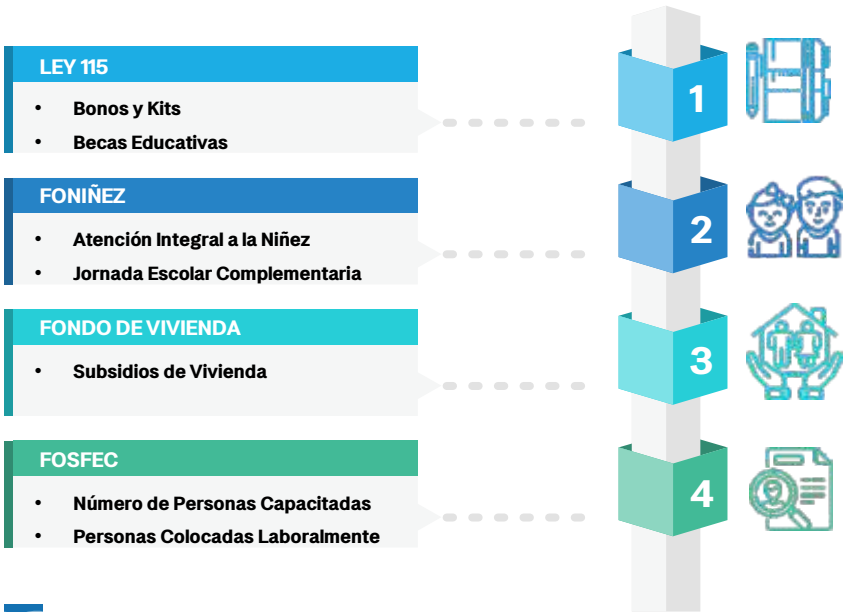 LEY 115
• Bonos y Kits
• Becas Educativas
1
FONIÑEZ
• Atención Integral a la Niñez
• Jornada Escolar Complementaria
2
FONDO DE VIVIENDA
• Subsidios de Vivienda
3
FOSFEC
• Número de Personas Capacitadas
• Personas Colocadas Laboralmente
4